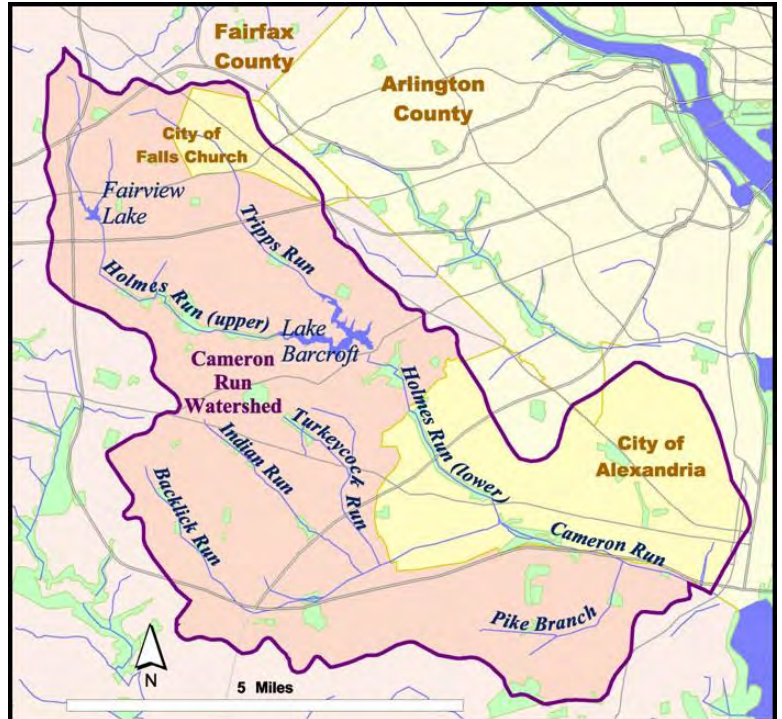 Fairfax
County
Arlington
County
City of
Falls Church
Fairview
Lake
Tripps Run
Holmes Run (upper)
Lake
Barcroft
Cameron
Run
Watershed
Holmes Run (lower)
Turkeycock Run
Indian Run
Backlick Run
City of
Alexandria
Cameron Run
Pike Branch
N
5 Miles